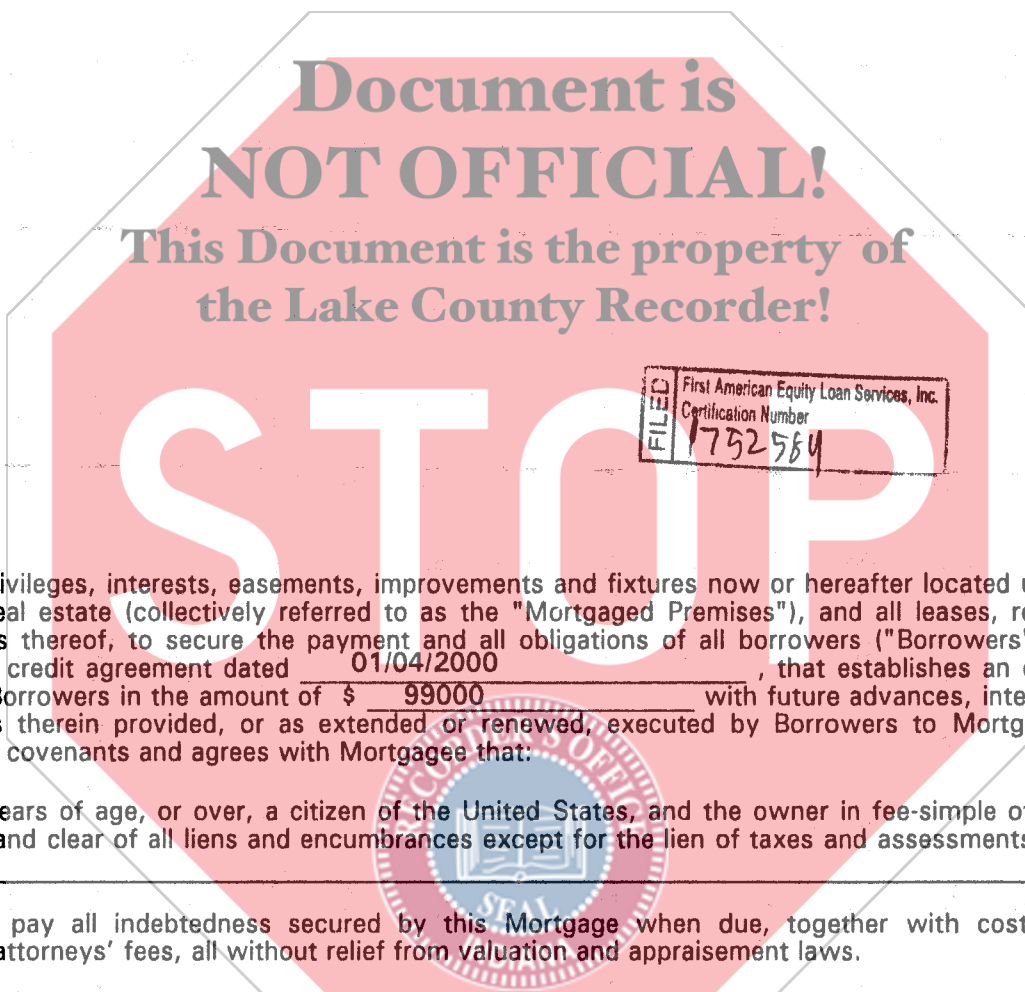 Document is
NOT OFFICIAL!
This Document is the property of
the Lake County Recorder!
FILED
First American Equity Loan Services, Inc.
Certification Number
1752584
STOP
ivileges, interests, easements, improvements and fixtures now or hereafter located u
eal estate (collectively referred to as the "Mortgaged Premises"), and all leases, re
s thereof, to secure the payment and all obligations of all borrowers ("Borrowers"
credit agreement dated 01/04/2000, that establishes an
Borrowers in the amount of $ 99000 with future advances, inte
s therein provided, or as extended or renewed, executed by Borrowers to Mortg
covenants and agrees with Mortgagee that:
ears of age, or over, a citizen of the United States, and the owner in fee-simple of
and clear of all liens and encumbrances except for the lien of taxes and assessments
pay all indebtedness secured by this Mortgage when due, together with cost
attorneys' fees, all without relief from valuation and appraisement laws.
RECORDER'S OFFICE
SEAL
INDIANA